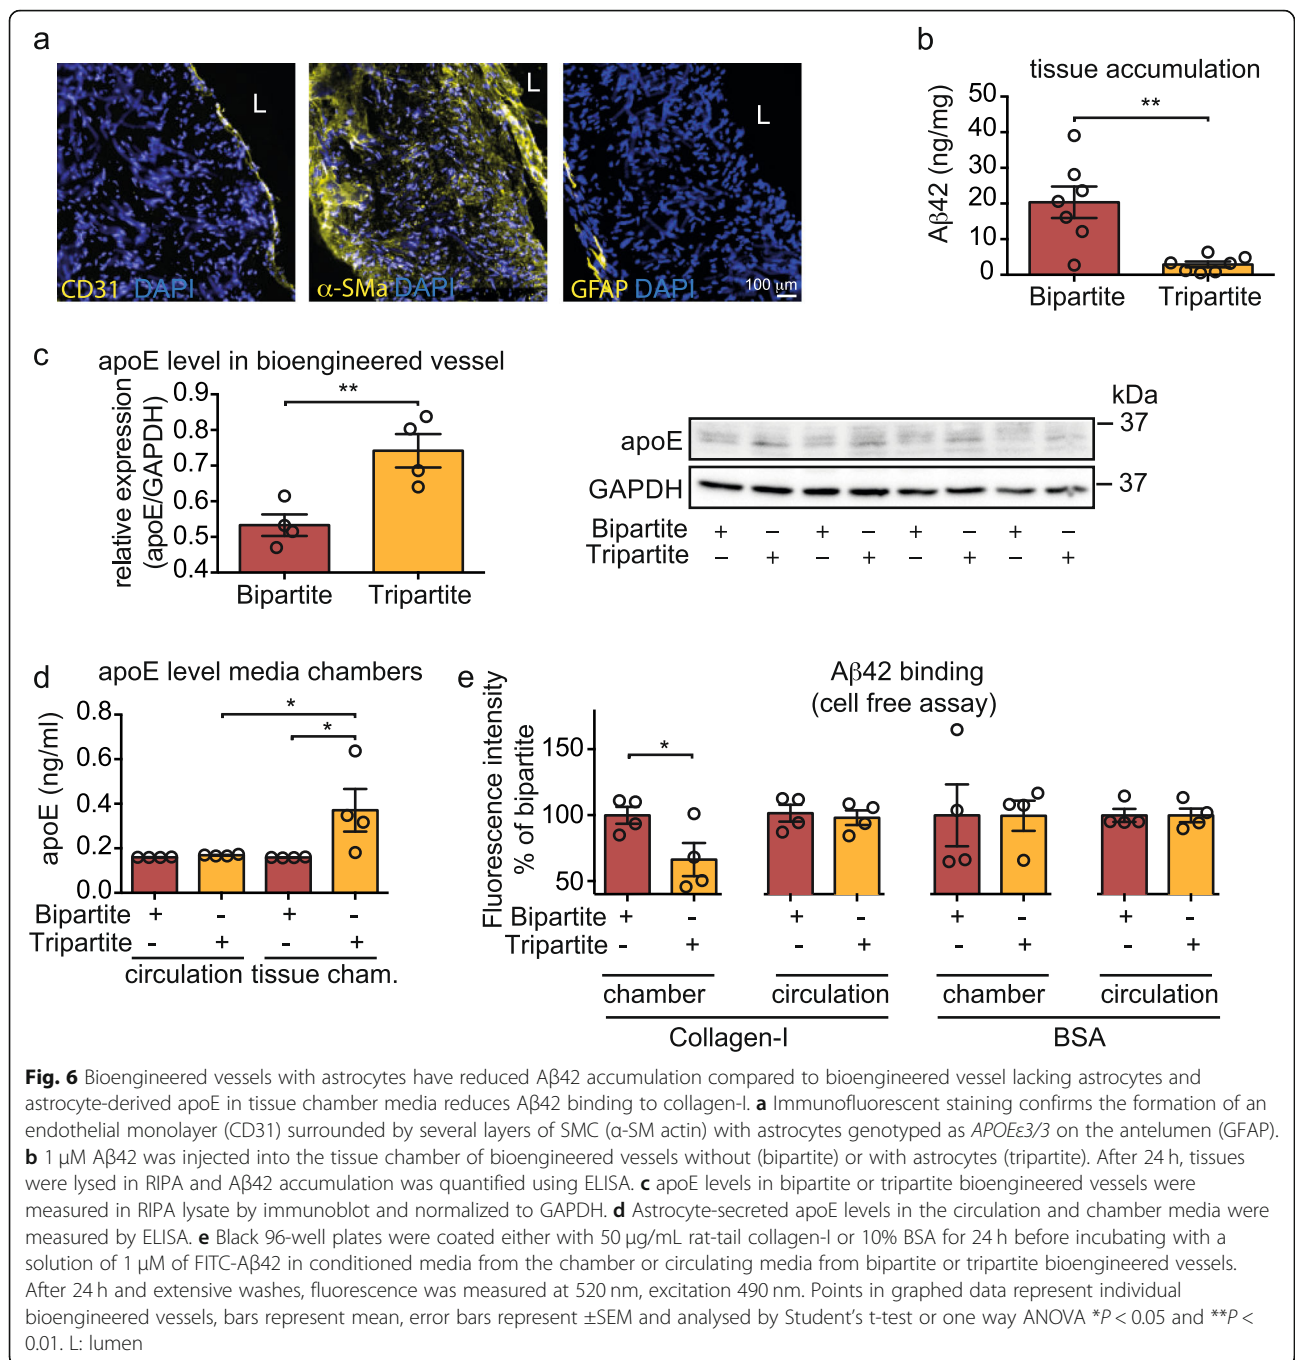 a
L
L
L
CD31 DAPI
α-SMa DAPI
GFAP DAPI
100 µm
b
tissue accumulation
Aβ42 (ng/mg)
50
40
30
20
10
0
**
Bipartite
Tripartite
c
apoE level in bioengineered vessel
relative expression
(apoE/GAPDH)
0.9
0.8
0.7
0.6
0.5
0.4
**
Bipartite
Tripartite
kDa
apoE
37
GAPDH
37
Bipartite + – + – + – + –
Tripartite – + – + – + – +
d
apoE level media chambers
apoE (ng/ml)
0.8
0.6
0.4
0.2
0.0
*
*
Bipartite + - + -
Tripartite - + - +
circulation tissue cham.
e
Aβ42 binding
(cell free assay)
Fluorescence intensity
% of bipartite
150
100
50
*
Bipartite + - + - + - + -
Tripartite - + - + - + - +
chamber circulation chamber circulation
Collagen-I BSA
Fig. 6 Bioengineered vessels with astrocytes have reduced Aβ42 accumulation compared to bioengineered vessel lacking astrocytes and
astrocyte-derived apoE in tissue chamber media reduces Aβ42 binding to collagen-I. a Immunofluorescent staining confirms the formation of an
endothelial monolayer (CD31) surrounded by several layers of SMC (α-SM actin) with astrocytes genotyped as APOEε3/3 on the antelumen (GFAP).
b 1 µM Aβ42 was injected into the tissue chamber of bioengineered vessels without (bipartite) or with astrocytes (tripartite). After 24 h, tissues
were lysed in RIPA and Aβ42 accumulation was quantified using ELISA. c apoE levels in bipartite or tripartite bioengineered vessels were
measured in RIPA lysate by immunoblot and normalized to GAPDH. d Astrocyte-secreted apoE levels in the circulation and chamber media were
measured by ELISA. e Black 96-well plates were coated either with 50 µg/mL rat-tail collagen-I or 10% BSA for 24 h before incubating with a
solution of 1 µM of FITC-Aβ42 in conditioned media from the chamber or circulating media from bipartite or tripartite bioengineered vessels.
After 24 h and extensive washes, fluorescence was measured at 520 nm, excitation 490 nm. Points in graphed data represent individual
bioengineered vessels, bars represent mean, error bars represent ±SEM and analysed by Student's t-test or one way ANOVA *P < 0.05 and **P <
0.01. L: lumen